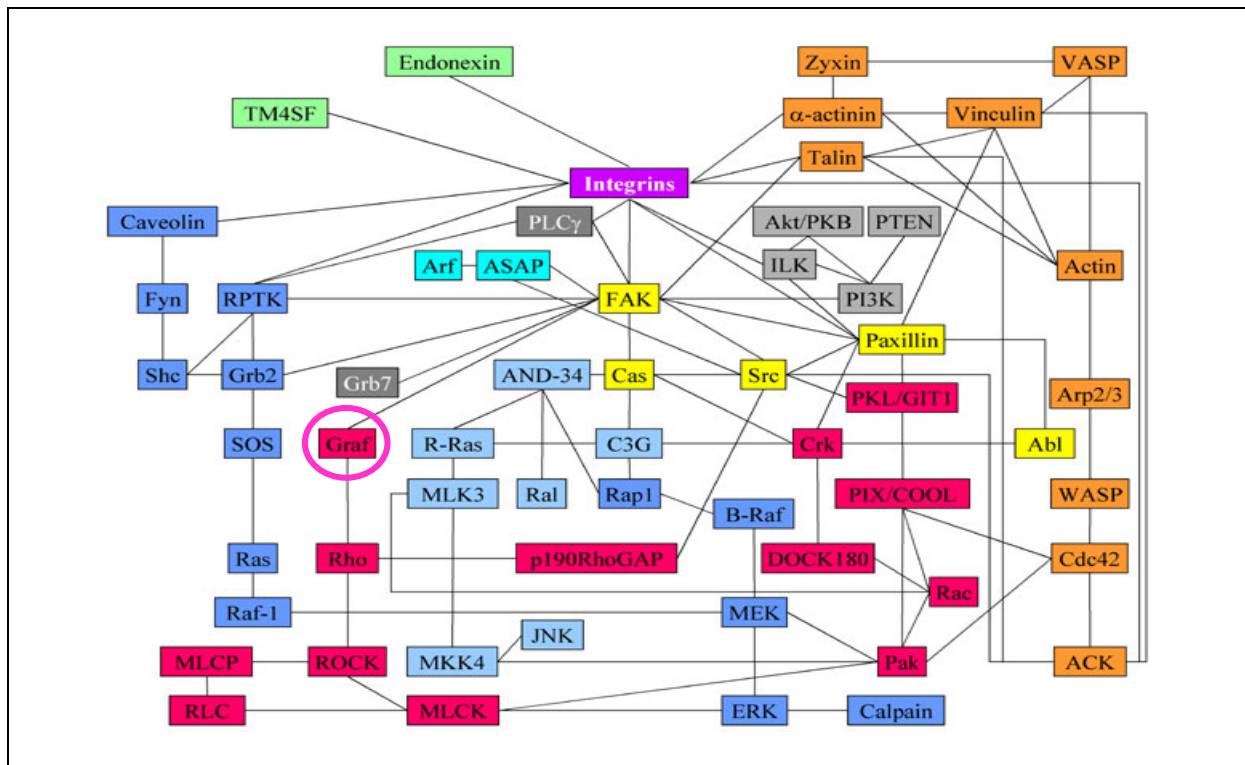 Endonexin
Zyxin
VASP
TM4SF
α-actinin
Vinculin
Talin
Integrins
Caveolin
PLCγ
Akt/PKB
PTEN
Arf
ASAP
ILK
Actin
Fyn
RPTK
FAK
PI3K
Paxillin
Shc
Grb2
Grb7
AND-34
Cas
Src
PKL/GIT1
Arp2/3
SOS
Graf
R-Ras
C3G
Crk
Abl
MLK3
Ral
Rap1
PIX/COOL
WASP
B-Raf
Ras
Rho
p190RhoGAP
DOCK180
Cdc42
Rac
Raf-1
MEK
JNK
MLCP
ROCK
MKK4
Pak
ACK
RLC
MLCK
ERK
Calpain